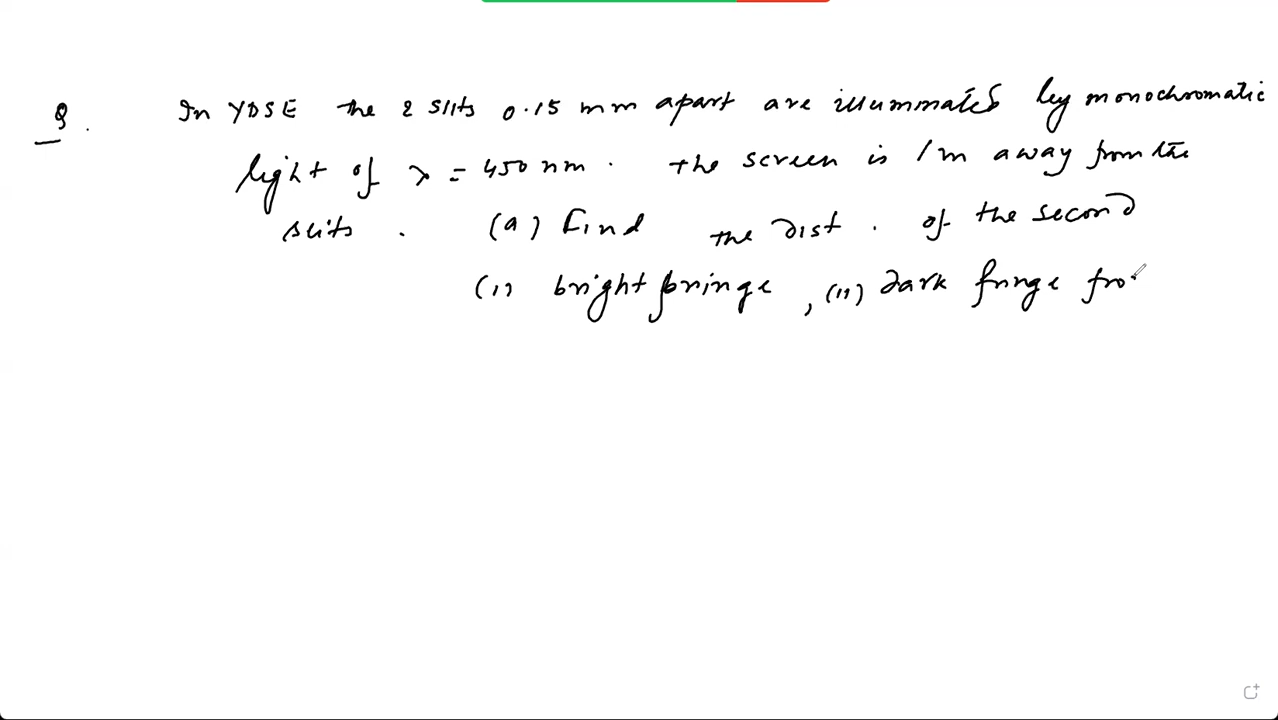 Q. In YDSE the 2 slits 0.15 mm apart are illuminated by monochromatic
light of λ = 450 nm. The screen is 1m away from the
slits. (a) Find the dist. of the second
(i) bright fringe, (ii) dark fringe fro